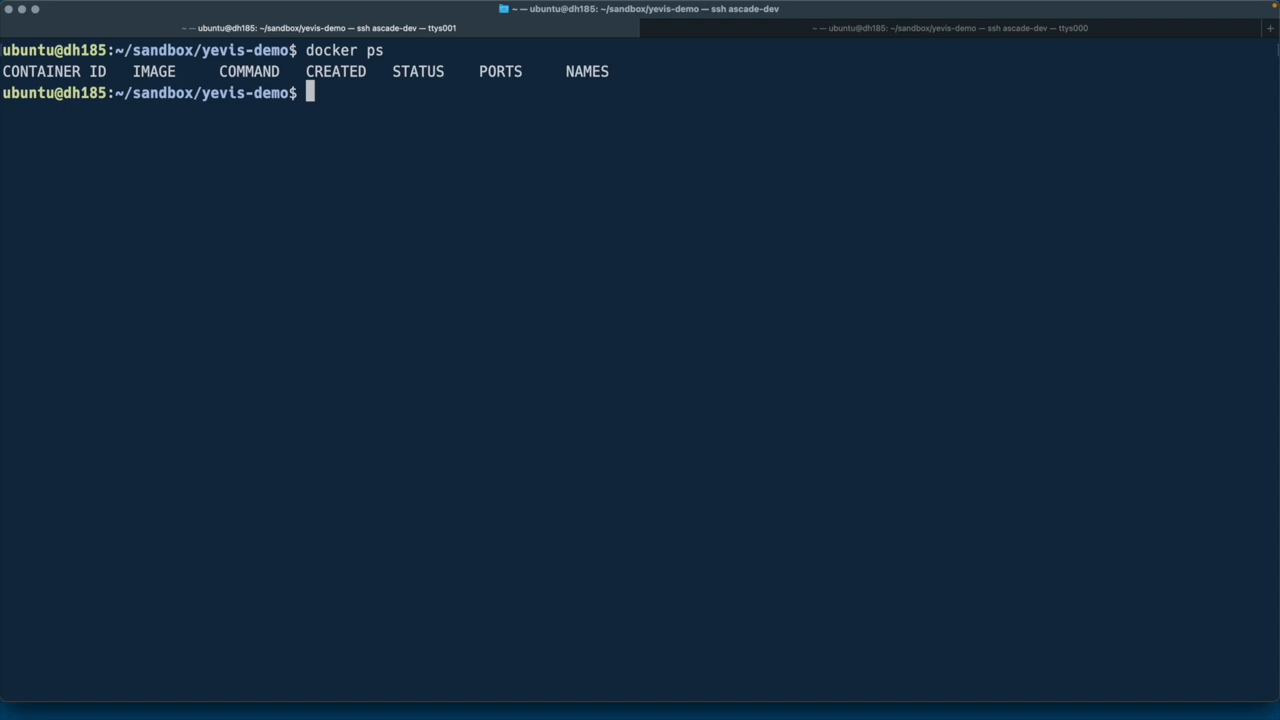 ~ — ubuntu@dh185: ~/sandbox/yevis-demo — ssh ascade-dev
~ — ubuntu@dh185: ~/sandbox/yevis-demo — ssh ascade-dev — ttys001
~ — ubuntu@dh185: ~/sandbox/yevis-demo — ssh ascade-dev — ttys000
ubuntu@dh185:~/sandbox/yevis-demo$ docker ps
CONTAINER ID IMAGE COMMAND CREATED STATUS PORTS NAMES
ubuntu@dh185:~/sandbox/yevis-demo$